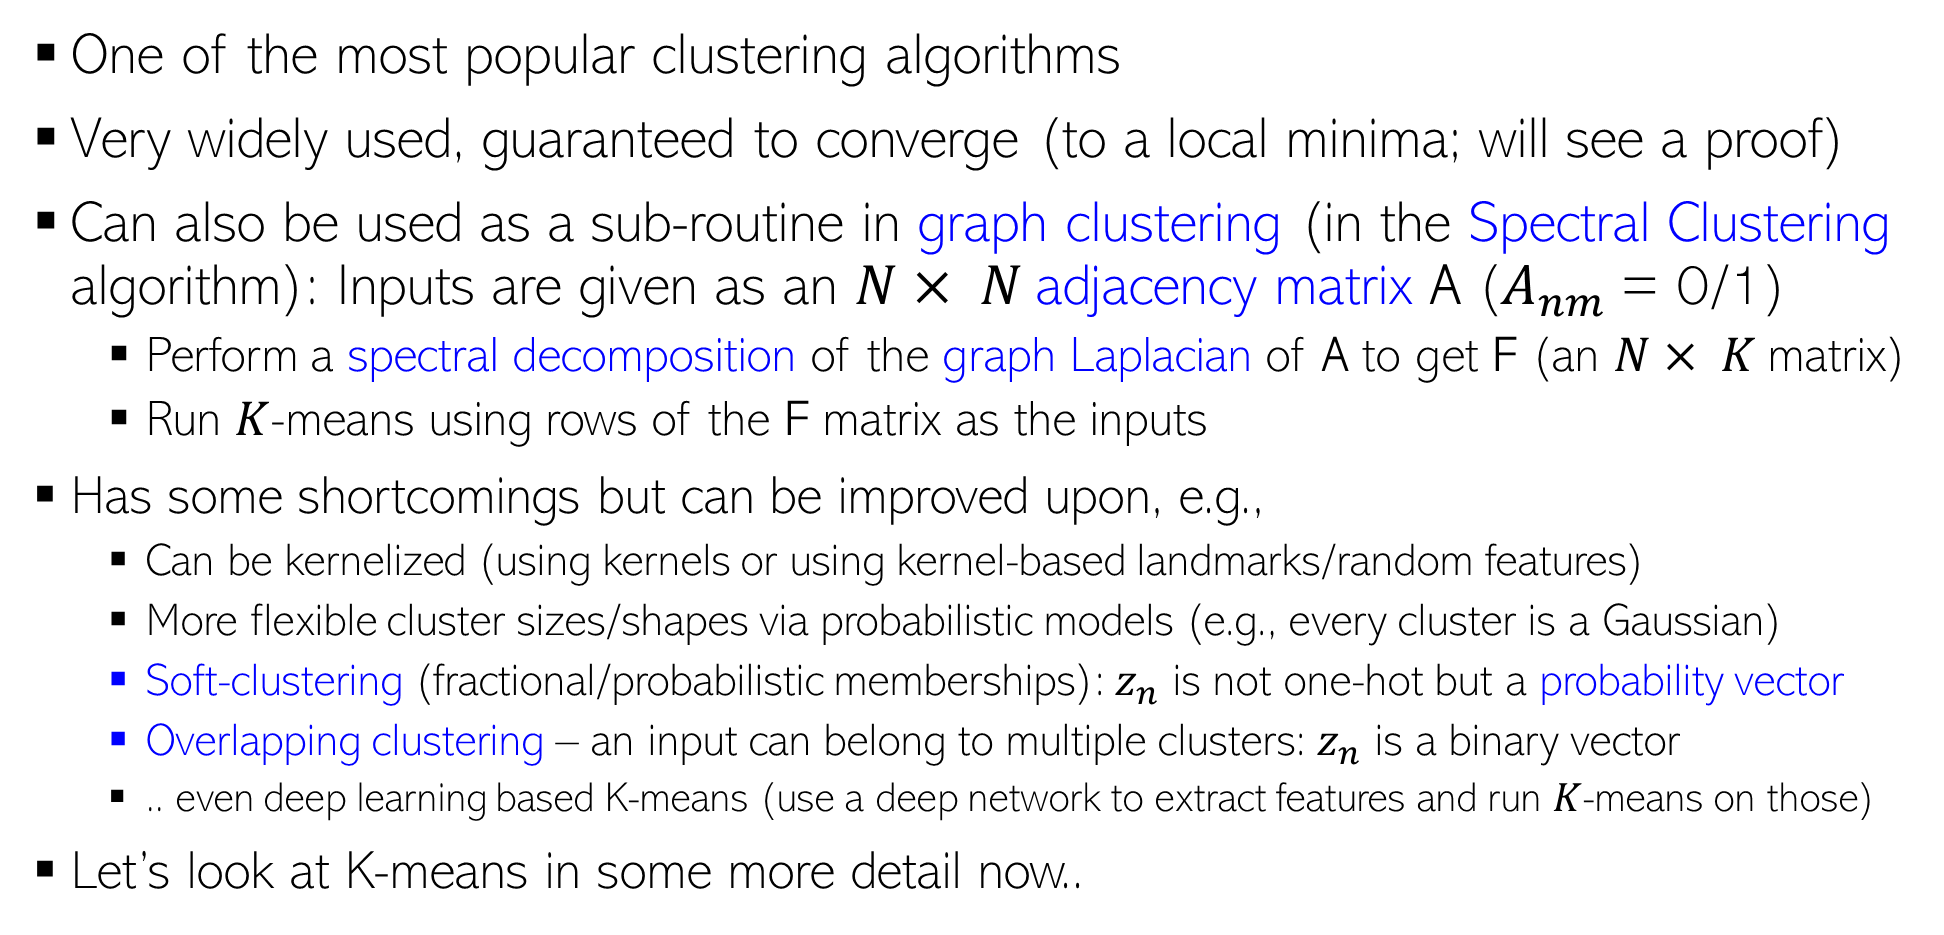 ▪ One of the most popular clustering algorithms
▪ Very widely used, guaranteed to converge (to a local minima; will see a proof)
▪ Can also be used as a sub-routine in graph clustering (in the Spectral Clustering
algorithm): Inputs are given as an N × N adjacency matrix A (Aₙₘ = 0/1)
▪ Perform a spectral decomposition of the graph Laplacian of A to get F (an N × K matrix)
▪ Run K-means using rows of the F matrix as the inputs
▪ Has some shortcomings but can be improved upon, e.g.,
▪ Can be kernelized (using kernels or using kernel-based landmarks/random features)
▪ More flexible cluster sizes/shapes via probabilistic models (e.g., every cluster is a Gaussian)
▪ Soft-clustering (fractional/probabilistic memberships): zₙ is not one-hot but a probability vector
▪ Overlapping clustering – an input can belong to multiple clusters: zₙ is a binary vector
▪ .. even deep learning based K-means (use a deep network to extract features and run K-means on those)
▪ Let's look at K-means in some more detail now..